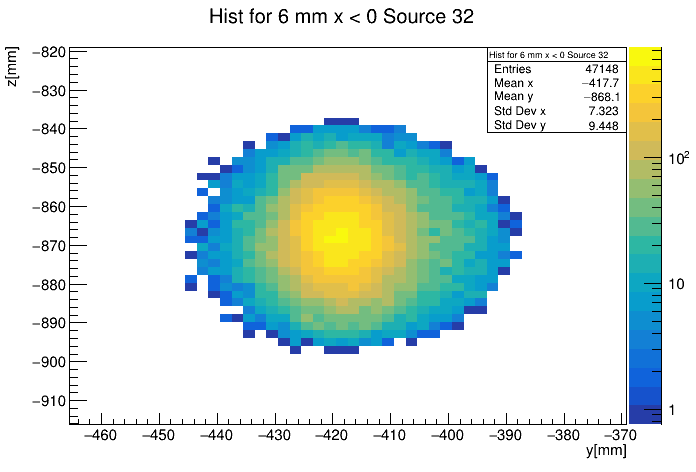 Hist for 6 mm x < 0 Source 32
z[mm]
Hist for 6 mm x < 0 Source 32
Entries 47148
Mean x −417.7
Mean y −868.1
Std Dev x 7.323
Std Dev y 9.448
−820
−830
−840
−850
−860
−870
−880
−890
−900
−910
10²
10
1
−460 −450 −440 −430 −420 −410 −400 −390 −380 −370
y[mm]